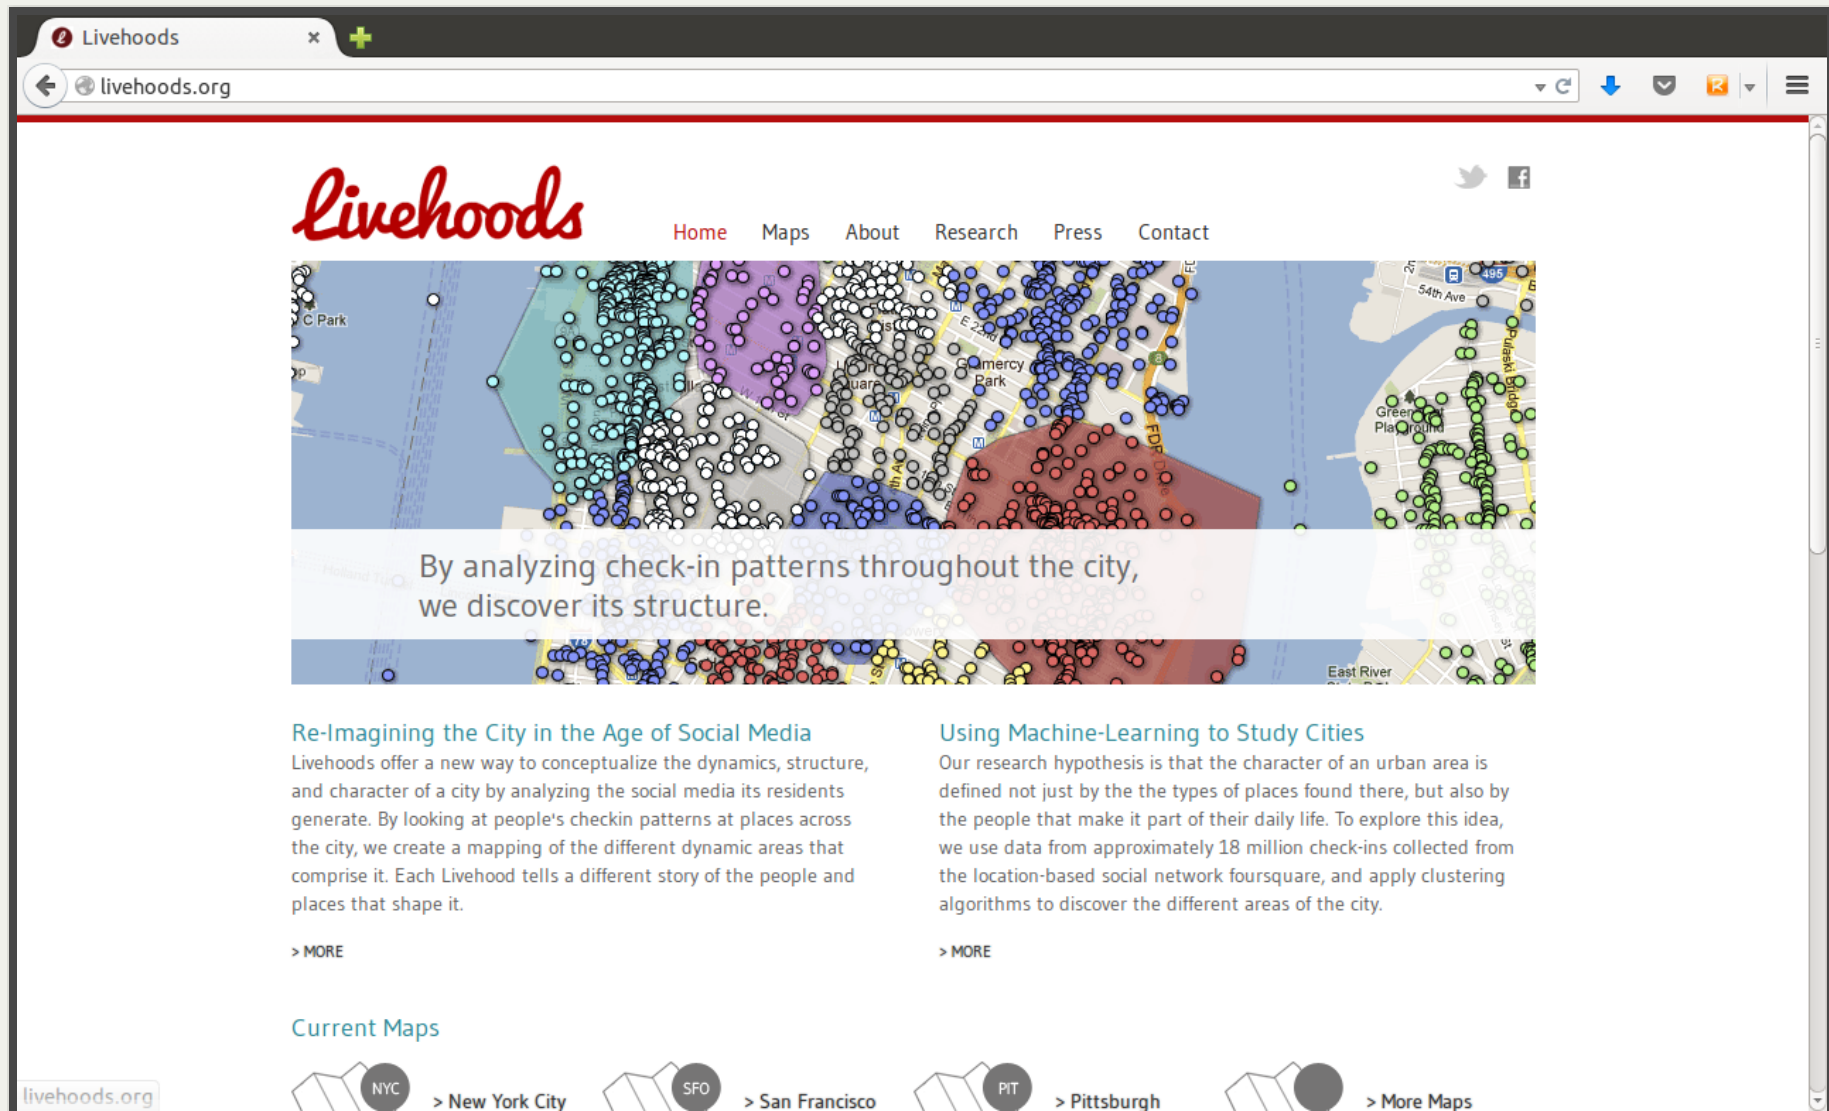 Livehoods
livehoods.org
livehoods
Home Maps About Research Press Contact
C Park
E 22nd
Gramercy
Park
FDR Drive
54th Ave
495
8
Pulaski Bridge
Playground
By analyzing check-in patterns throughout the city,
we discover its structure.
78
East River
Re-Imagining the City in the Age of Social Media
Livehoods offer a new way to conceptualize the dynamics, structure,
and character of a city by analyzing the social media its residents
generate. By looking at people's checkin patterns at places across
the city, we create a mapping of the different dynamic areas that
comprise it. Each Livehood tells a different story of the people and
places that shape it.
> MORE
Using Machine-Learning to Study Cities
Our research hypothesis is that the character of an urban area is
defined not just by the the types of places found there, but also by
the people that make it part of their daily life. To explore this idea,
we use data from approximately 18 million check-ins collected from
the location-based social network foursquare, and apply clustering
algorithms to discover the different areas of the city.
> MORE
Current Maps
NYC
> New York City
SFO
> San Francisco
PIT
> Pittsburgh
> More Maps
livehoods.org